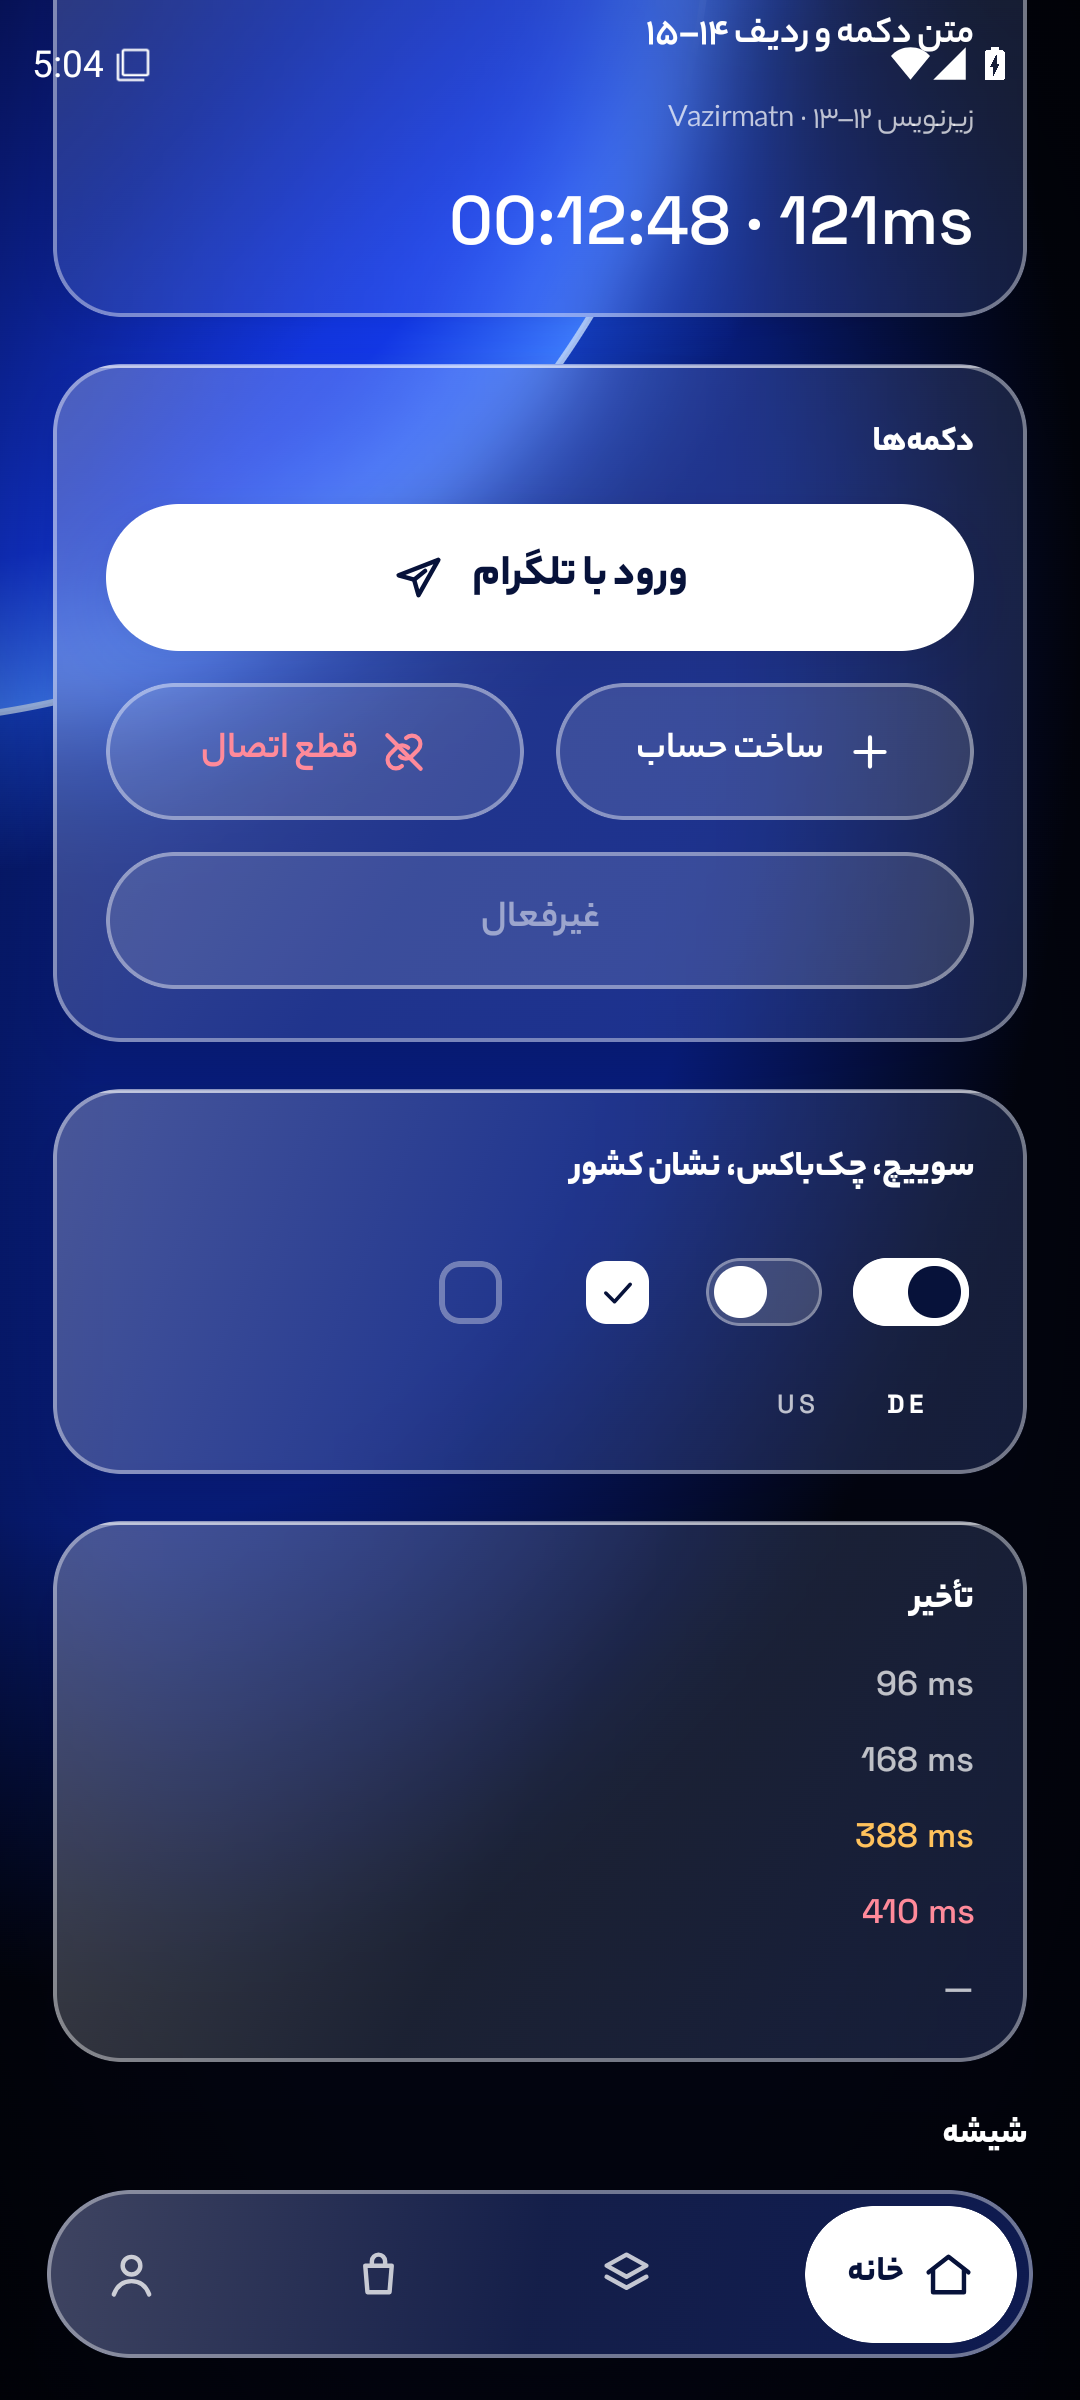 5:04
متن دکمه و ردیف ۱۴–۱۵
زیرنویس ۱۲–۱۳ · Vazirmatn
00:12:48 · 121ms
دکمه‌ها
ورود با تلگرام
ساخت حساب
قطع اتصال
غیرفعال
سوییچ، چک‌باکس، نشان کشور
DE US
تأخیر
96 ms
168 ms
388 ms
410 ms
—
شیشه
خانه